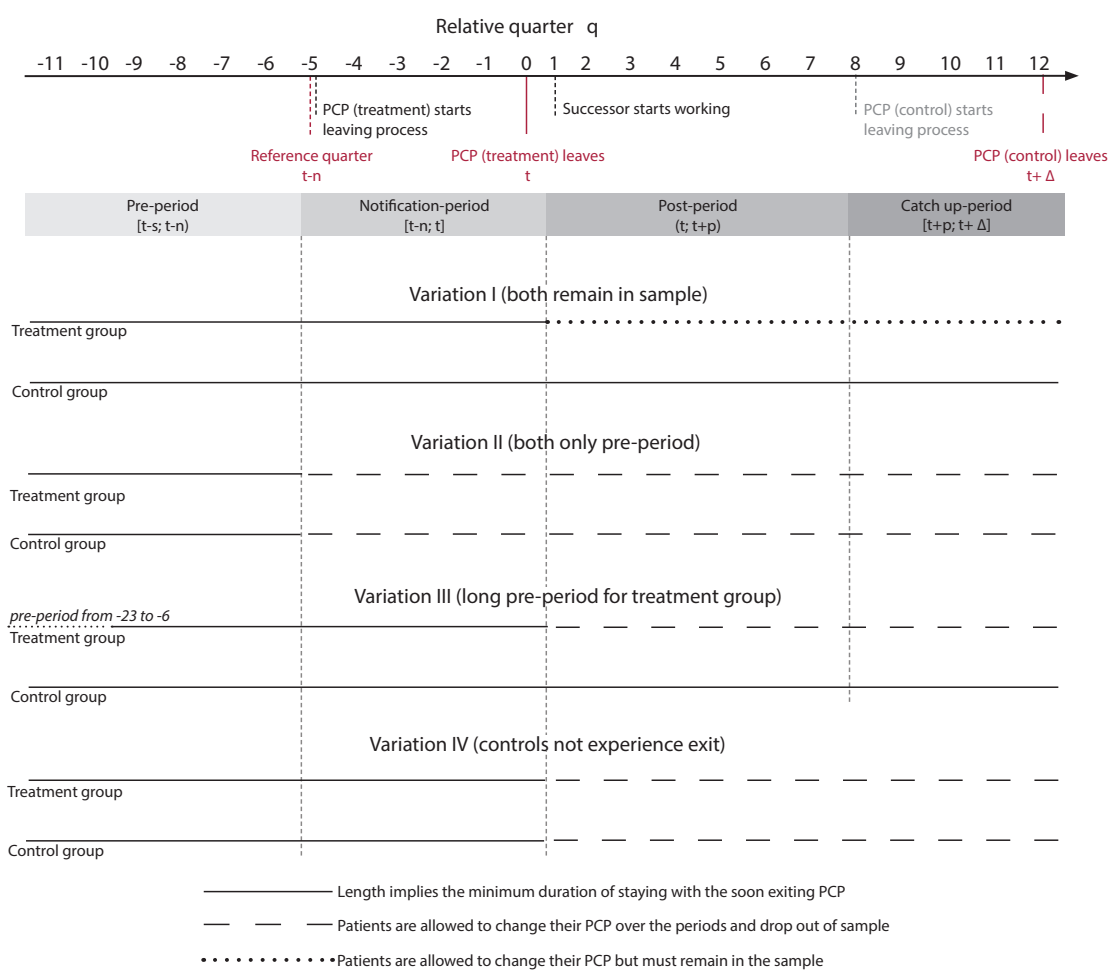 Relative quarter q
-11 -10 -9 -8 -7 -6 -5 -4 -3 -2 -1 0 1 2 3 4 5 6 7 8 9 10 11 12
PCP (treatment) starts
leaving process
Successor starts working
PCP (control) starts
leaving process
Reference quarter
t-n
PCP (treatment) leaves
t
PCP (control) leaves
t+ Δ
Pre-period
[t-s; t-n)
Notification-period
[t-n; t]
Post-period
(t; t+p)
Catch up-period
[t+p; t+ Δ]
Variation I (both remain in sample)
Treatment group
Control group
Variation II (both only pre-period)
Treatment group
Control group
Variation III (long pre-period for treatment group)
pre-period from -23 to -6
Treatment group
Control group
Variation IV (controls not experience exit)
Treatment group
Control group
Length implies the minimum duration of staying with the soon exiting PCP
Patients are allowed to change their PCP over the periods and drop out of sample
Patients are allowed to change their PCP but must remain in the sample